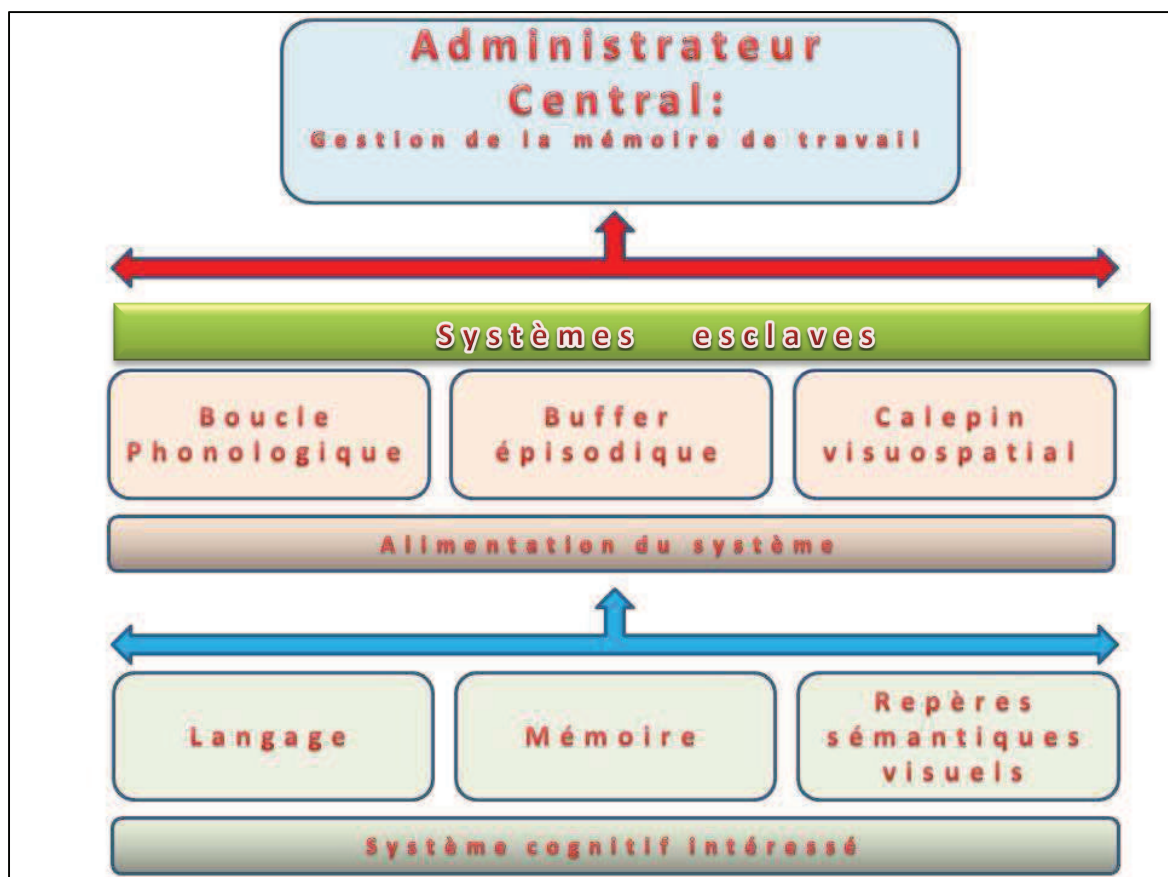 Administrateur
Central:
Gestion de la mémoire de travail
Systèmes esclaves
Boucle
Phonologique
Buffer
épisodique
Calepin
visuospatial
Alimentation du système
Langage
Mémoire
Repères
sémantiques
visuels
Système cognitif intéressé